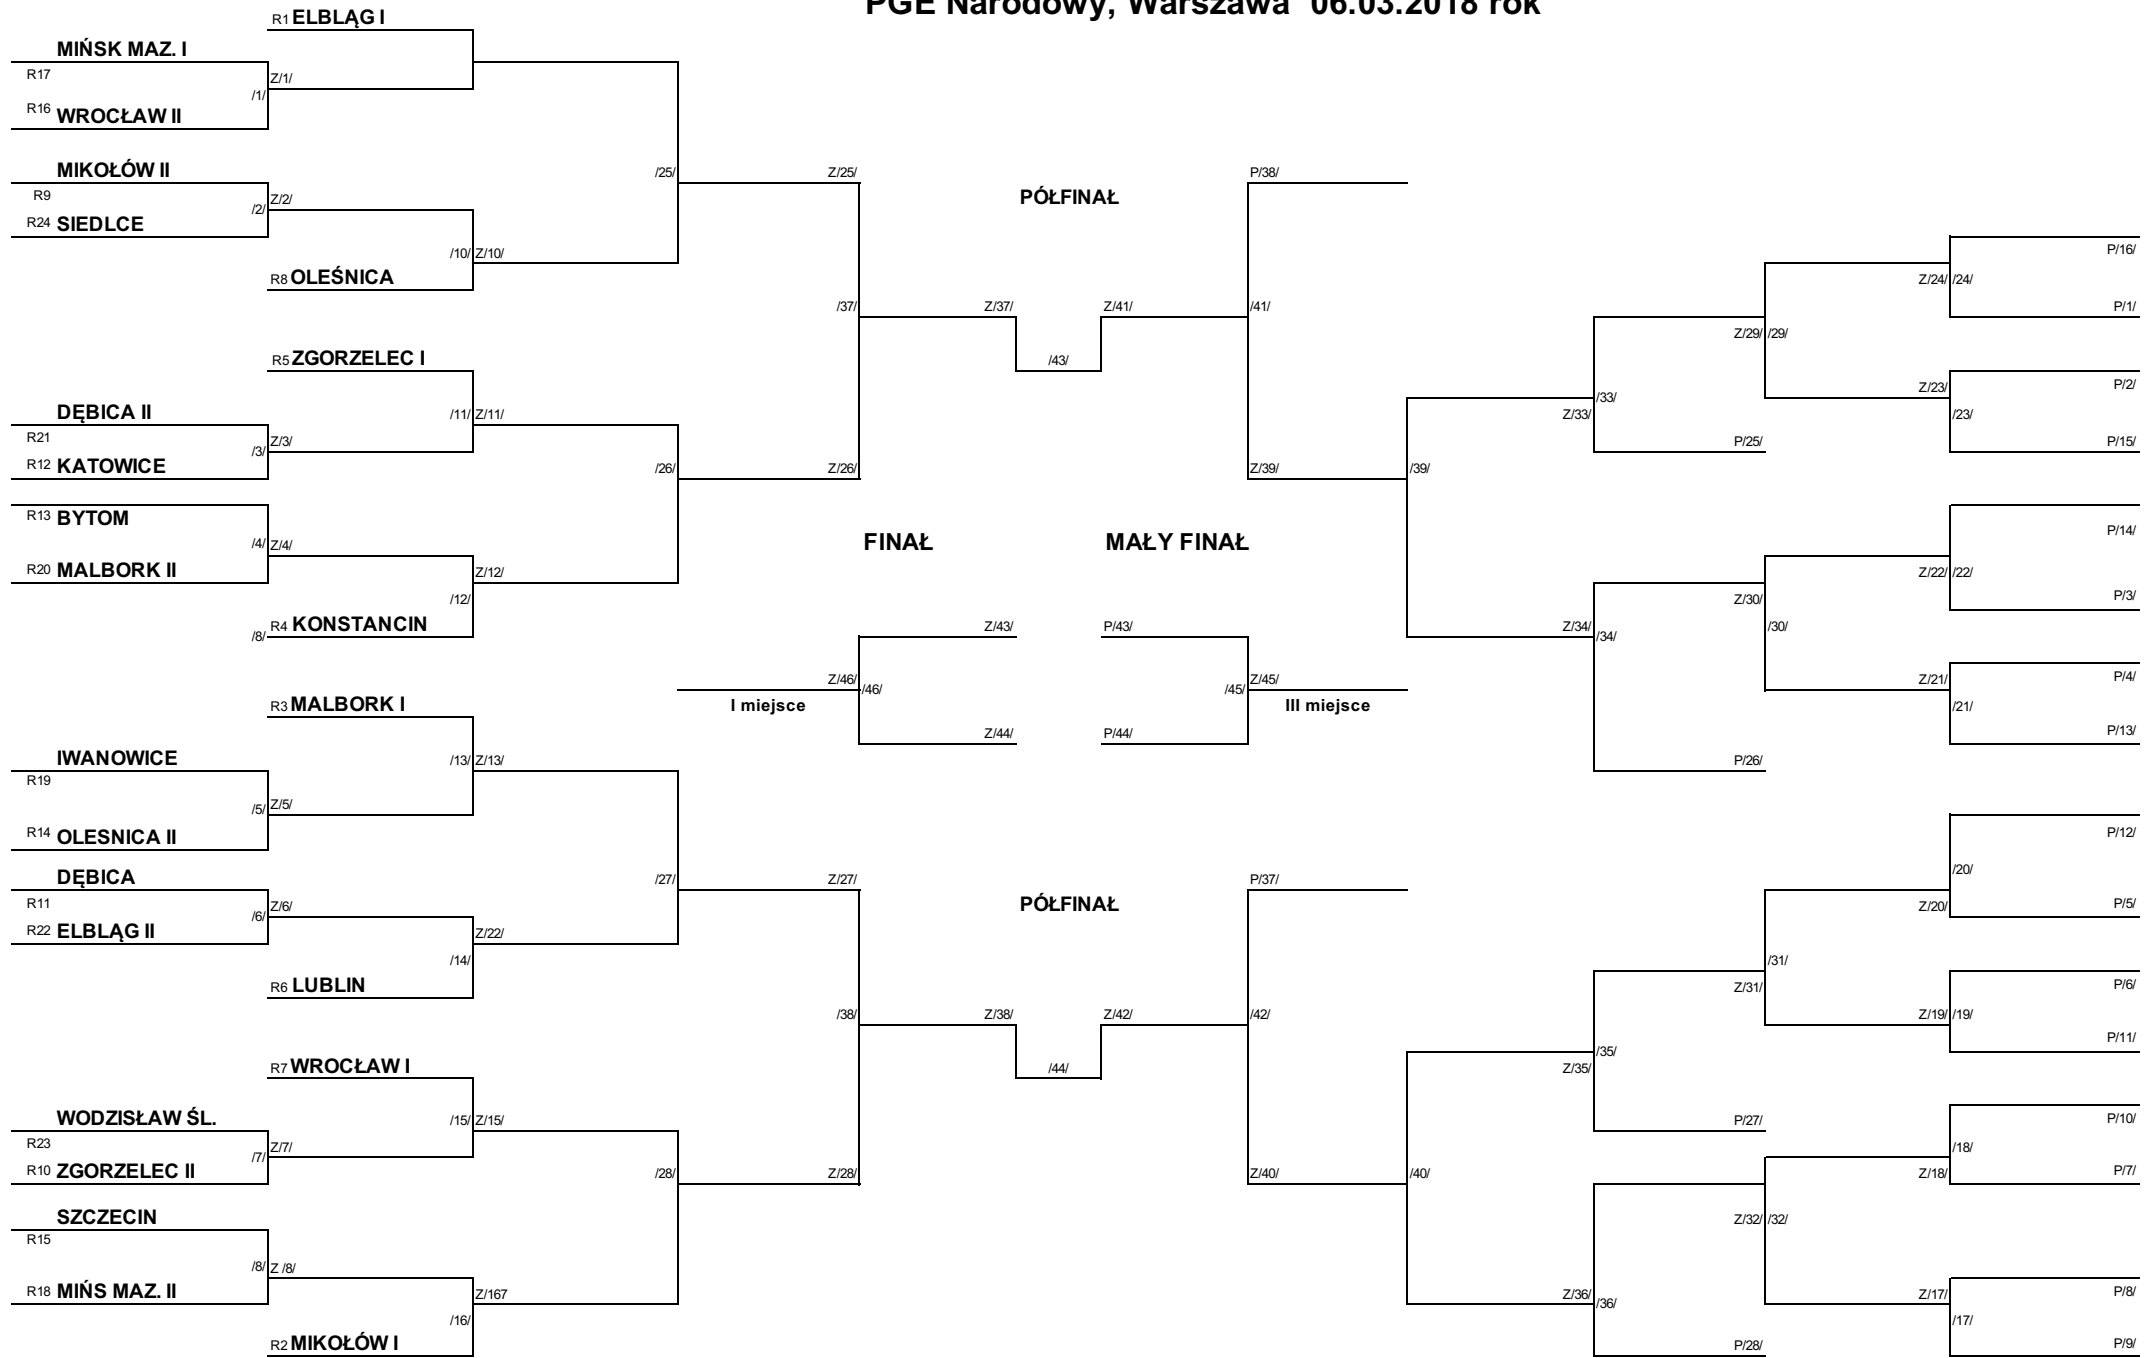 PGE Narodowy, Warszawa 06.03.2018 rok
R1 ELBLĄG I
MIŃSK MAZ. I
R17
Z/1/
/1/
R16 WROCŁAW II
MIKOŁÓW II
R9
Z/2/
/2/
R24 SIEDLCE
/10/ Z/10/
R8 OLEŚNICA
/25/
Z/25/
R5 ZGORZELEC I
DĘBICA II
R21
/11/ Z/11/
Z/3/
/3/
R12 KATOWICE
R13 BYTOM
/4/ Z/4/
R20 MALBORK II
Z/12/
/12/
/8/
R4 KONSTANCIN
/26/
Z/26/
/37/
Z/37/
R3 MALBORK I
IWANOWICE
R19
/13/ Z/13/
Z/5/
/5/
R14 OLESNICA II
DĘBICA
R11
Z/6/
/6/
R22 ELBLĄG II
Z/22/
/14/
R6 LUBLIN
/27/
Z/27/
R7 WROCŁAW I
WODZISŁAW ŚL.
R23
/15/ Z/15/
Z/7/
/7/
R10 ZGORZELEC II
SZCZECIN
R15
/8/ Z /8/
R18 MIŃS MAZ. II
Z/167
/16/
R2 MIKOŁÓW I
/28/
Z/28/
/38/
Z/38/
PÓŁFINAŁ
/43/
Z/41/
FINAŁ
MAŁY FINAŁ
Z/43/
P/43/
Z/46/
/46/
I miejsce
/45/
Z/45/
III miejsce
Z/44/
P/44/
PÓŁFINAŁ
/44/
Z/42/
P/38/
/41/
Z/39/
/39/
P/37/
/42/
Z/40/
/40/
P/16/
Z/24/ /24/
P/1/
Z/29/ /29/
P/2/
Z/23/
/23/
P/15/
/33/
Z/33/
P/25/
P/14/
Z/22/ /22/
P/3/
Z/30/
/30/
Z/34/
/34/
P/4/
Z/21/
/21/
P/13/
P/26/
P/12/
/20/
Z/20/
P/5/
/31/
Z/31/
P/6/
Z/19/ /19/
P/11/
/35/
Z/35/
P/27/
P/10/
/18/
Z/18/
P/7/
Z/32/ /32/
Z/36/
/36/
P/8/
Z/17/
/17/
P/9/
P/28/